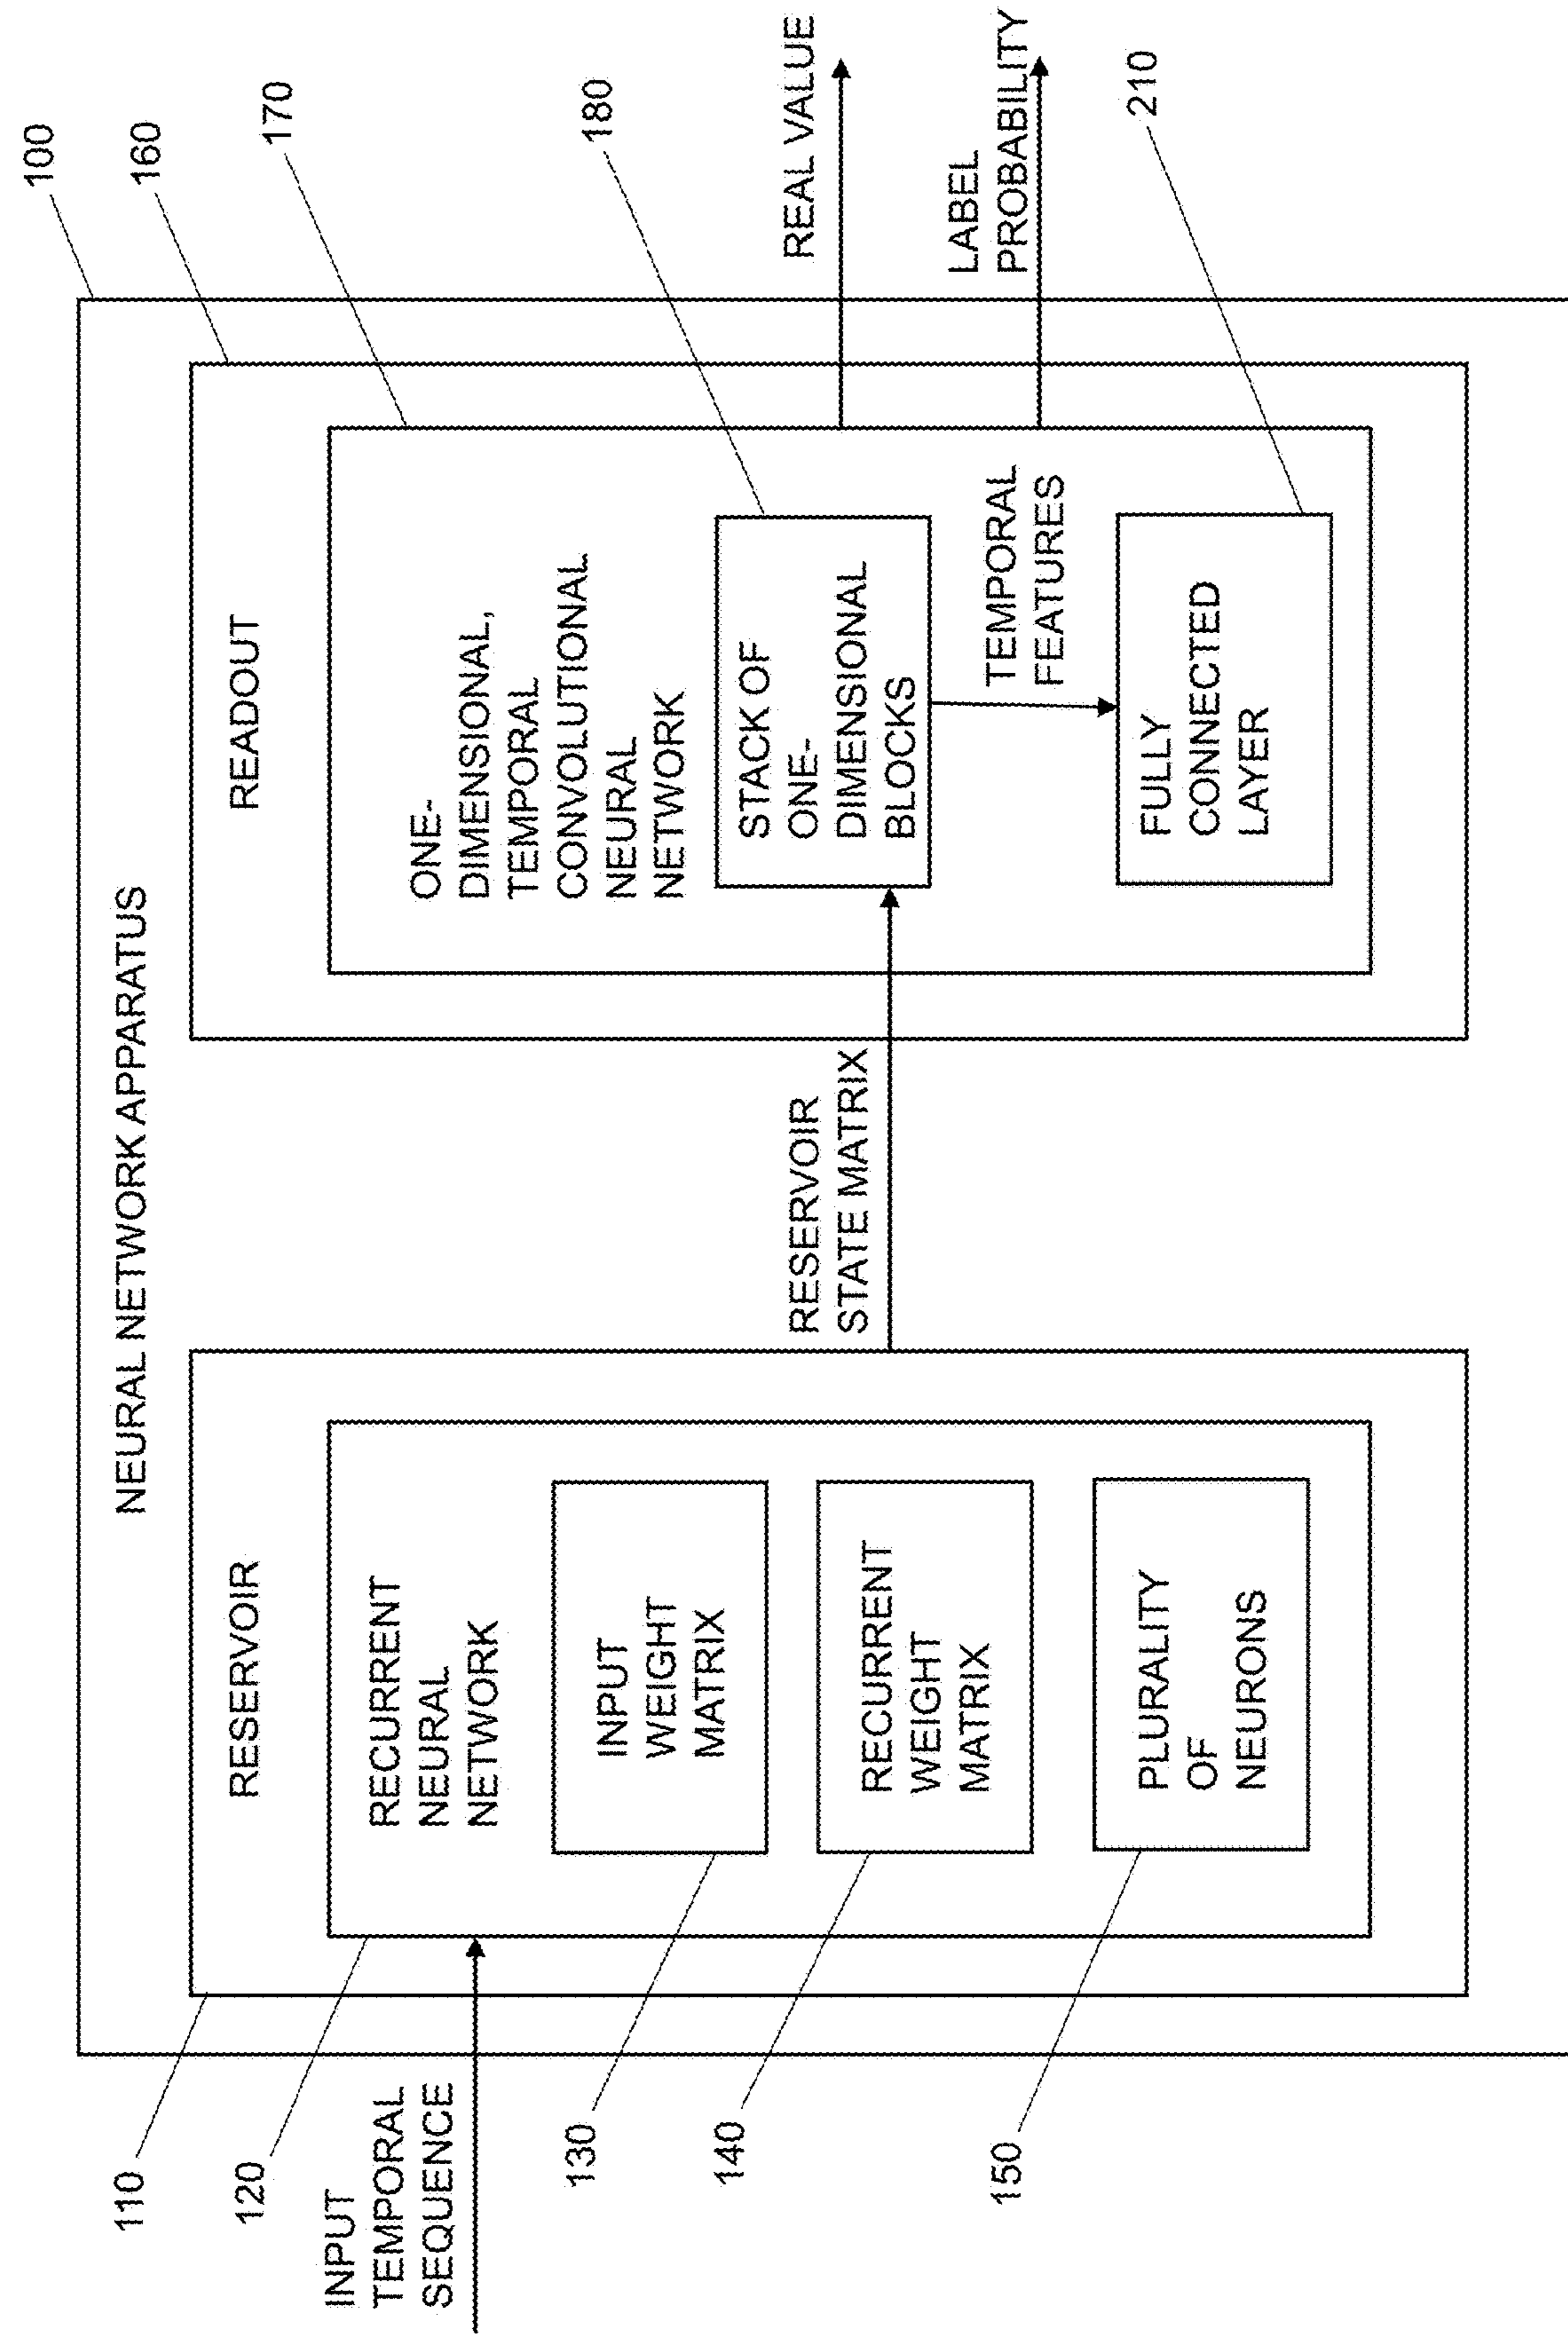 NEURAL NETWORK APPARATUS
100
110
RESERVOIR
120
INPUT
TEMPORAL
SEQUENCE
RECURRENT
NEURAL
NETWORK
130
INPUT
WEIGHT
MATRIX
140
RECURRENT
WEIGHT
MATRIX
150
PLURALITY
OF
NEURONS
RESERVOIR
STATE MATRIX
160
READOUT
170
ONE-
DIMENSIONAL,
TEMPORAL
CONVOLUTIONAL
NEURAL
NETWORK
180
STACK OF
ONE-
DIMENSIONAL
BLOCKS
TEMPORAL
FEATURES
210
FULLY
CONNECTED
LAYER
REAL VALUE
LABEL
PROBABILITY